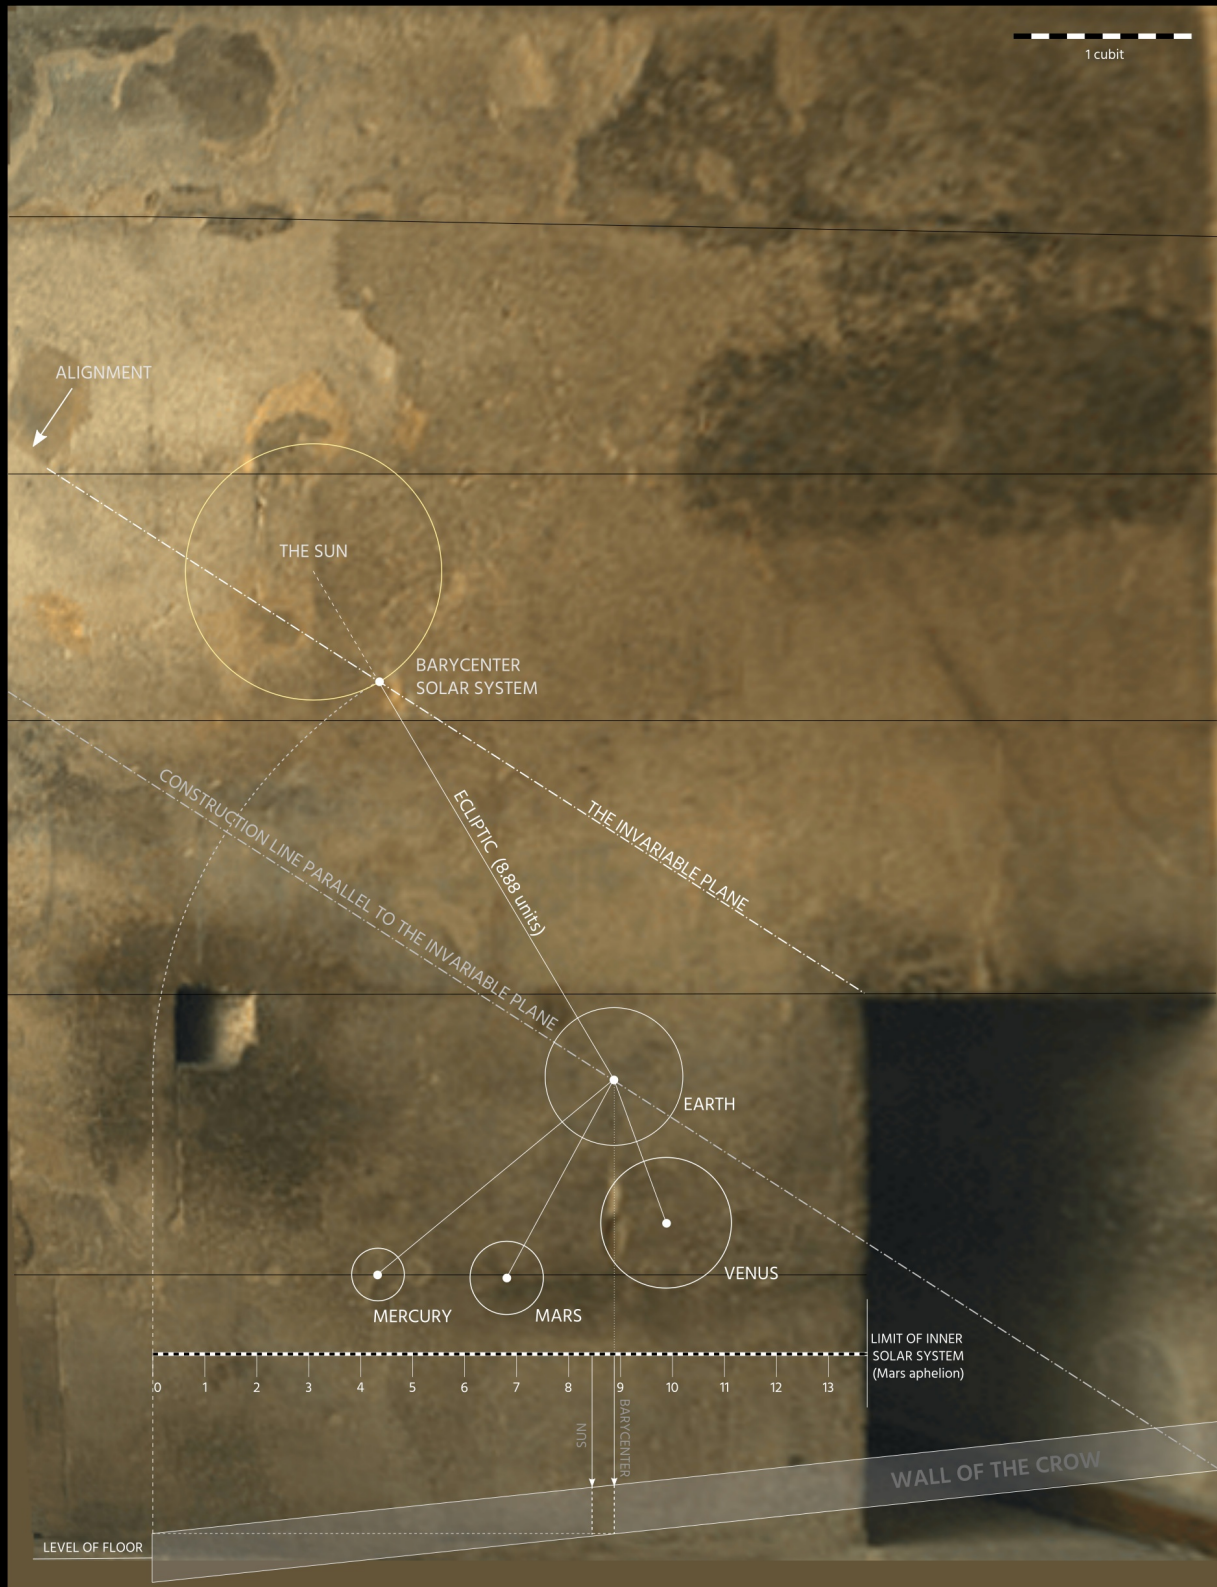 1 cubit
ALIGNMENT
THE SUN
BARYCENTER
SOLAR SYSTEM
CONSTRUCTION LINE PARALLEL TO THE INVARIABLE PLANE
ECLIPTIC (8.88 units)
THE INVARIABLE PLANE
EARTH
VENUS
MERCURY
MARS
LIMIT OF INNER
SOLAR SYSTEM
(Mars aphelion)
0 1 2 3 4 5 6 7 8 9 10 11 12 13
SUN
BARYCENTER
WALL OF THE CROW
LEVEL OF FLOOR